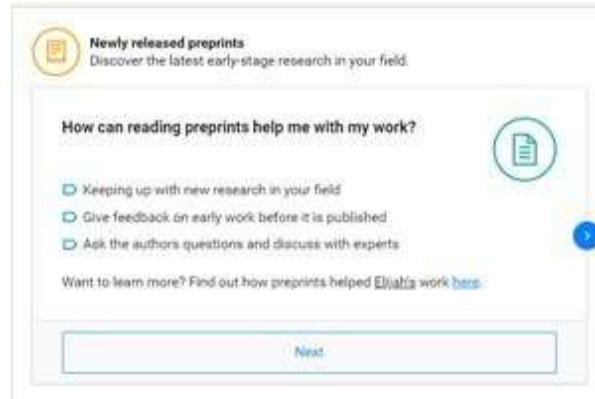 Newly released preprints
Discover the latest early-stage research in your field.
How can reading preprints help me with my work?
Keeping up with new research in your field
Give feedback on early work before it is published
Ask the authors questions and discuss with experts
Want to learn more? Find out how preprints helped Elijah's work here.
Next